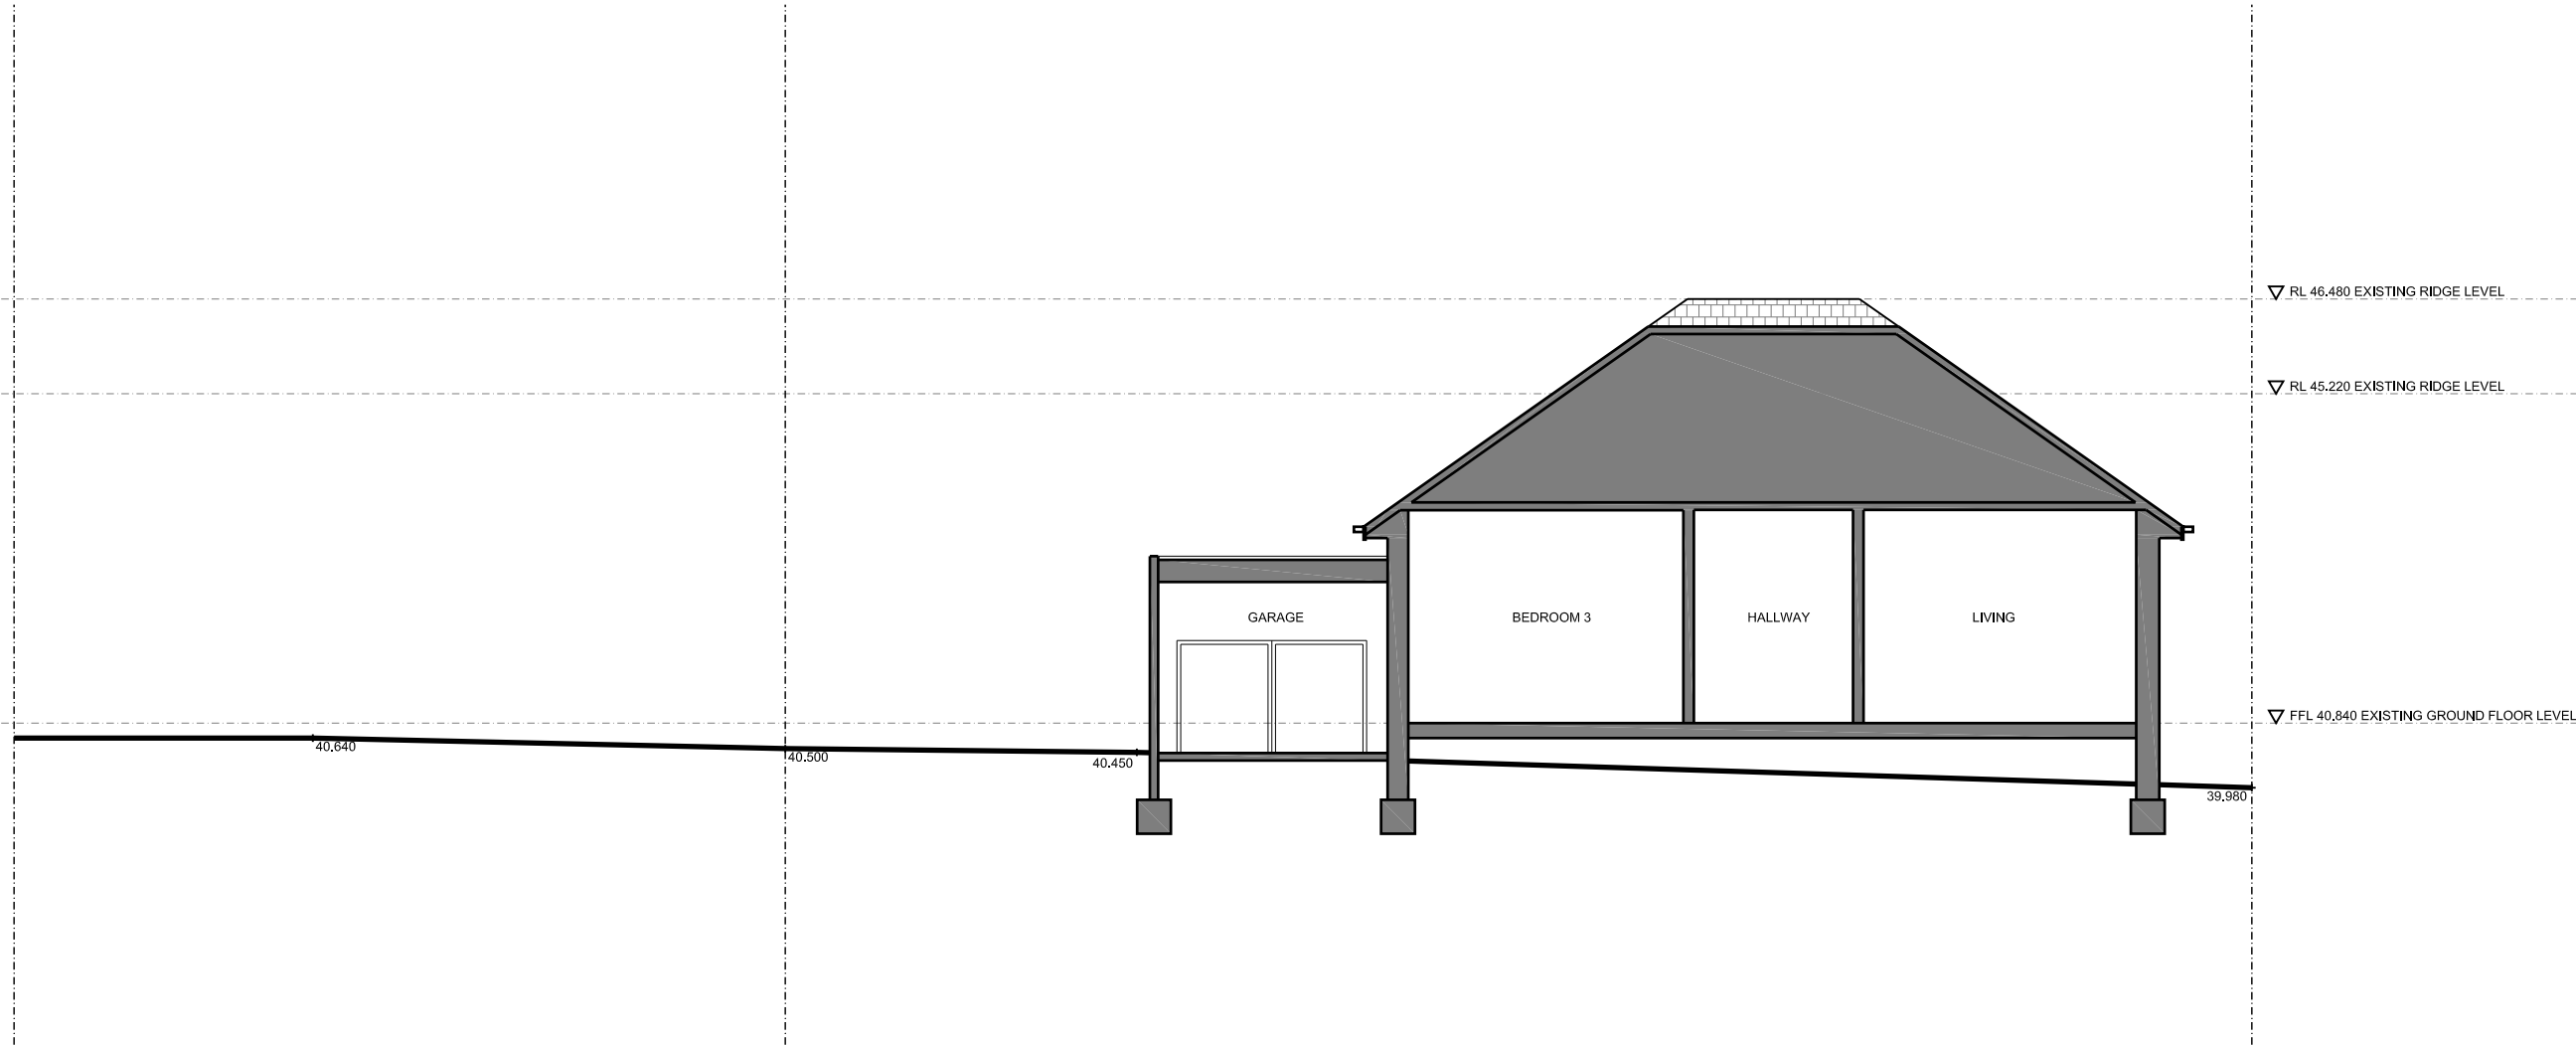 RL 46.480 EXISTING RIDGE LEVEL
RL 45.220 EXISTING RIDGE LEVEL
GARAGE
BEDROOM 3
HALLWAY
LIVING
FFL 40.840 EXISTING GROUND FLOOR LEVEL
40.640
40.500
40.450
39.980